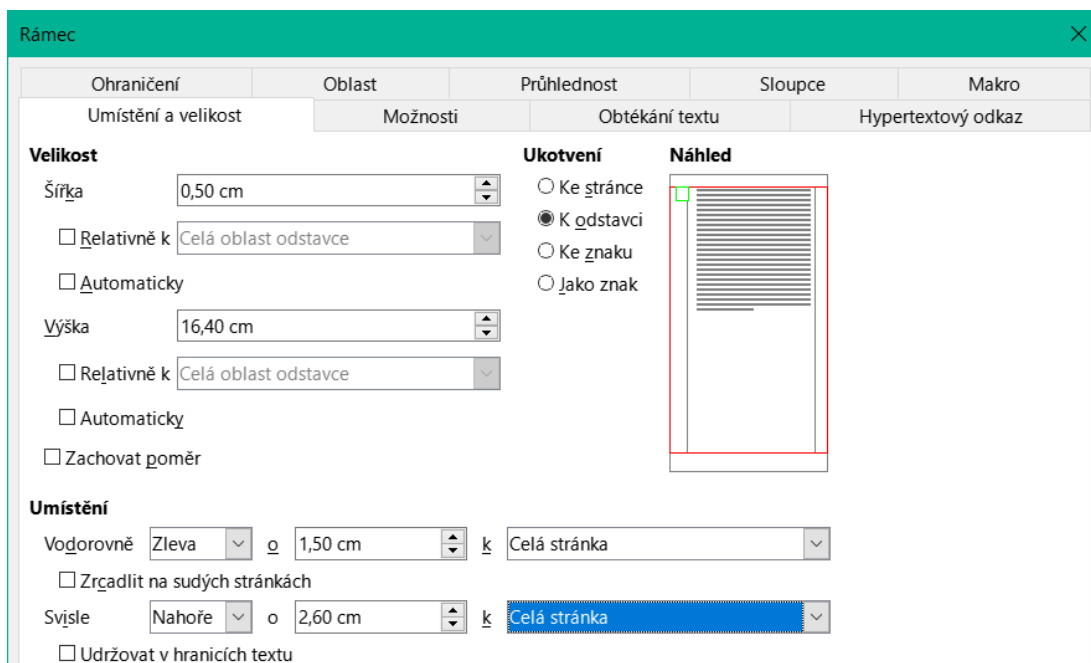 Rámec
Ohraničení Oblast Průhlednost Sloupce Makro
Umístění a velikost Možnosti Obtékání textu Hypertextový odkaz
Velikost Ukotvení Náhled
Šířka 0,50 cm Ke stránce
K odstavci
Relativně k Celá oblast odstavce Ke znaku
Automaticky Jako znak
Výška 16,40 cm
Relativně k Celá oblast odstavce
Automaticky
Zachovat poměr
Umístění
Vodorovně Zleva o 1,50 cm k Celá stránka
Zrcadlit na sudých stránkách
Svisle Nahoře o 2,60 cm k Celá stránka
Udržovat v hranicích textu